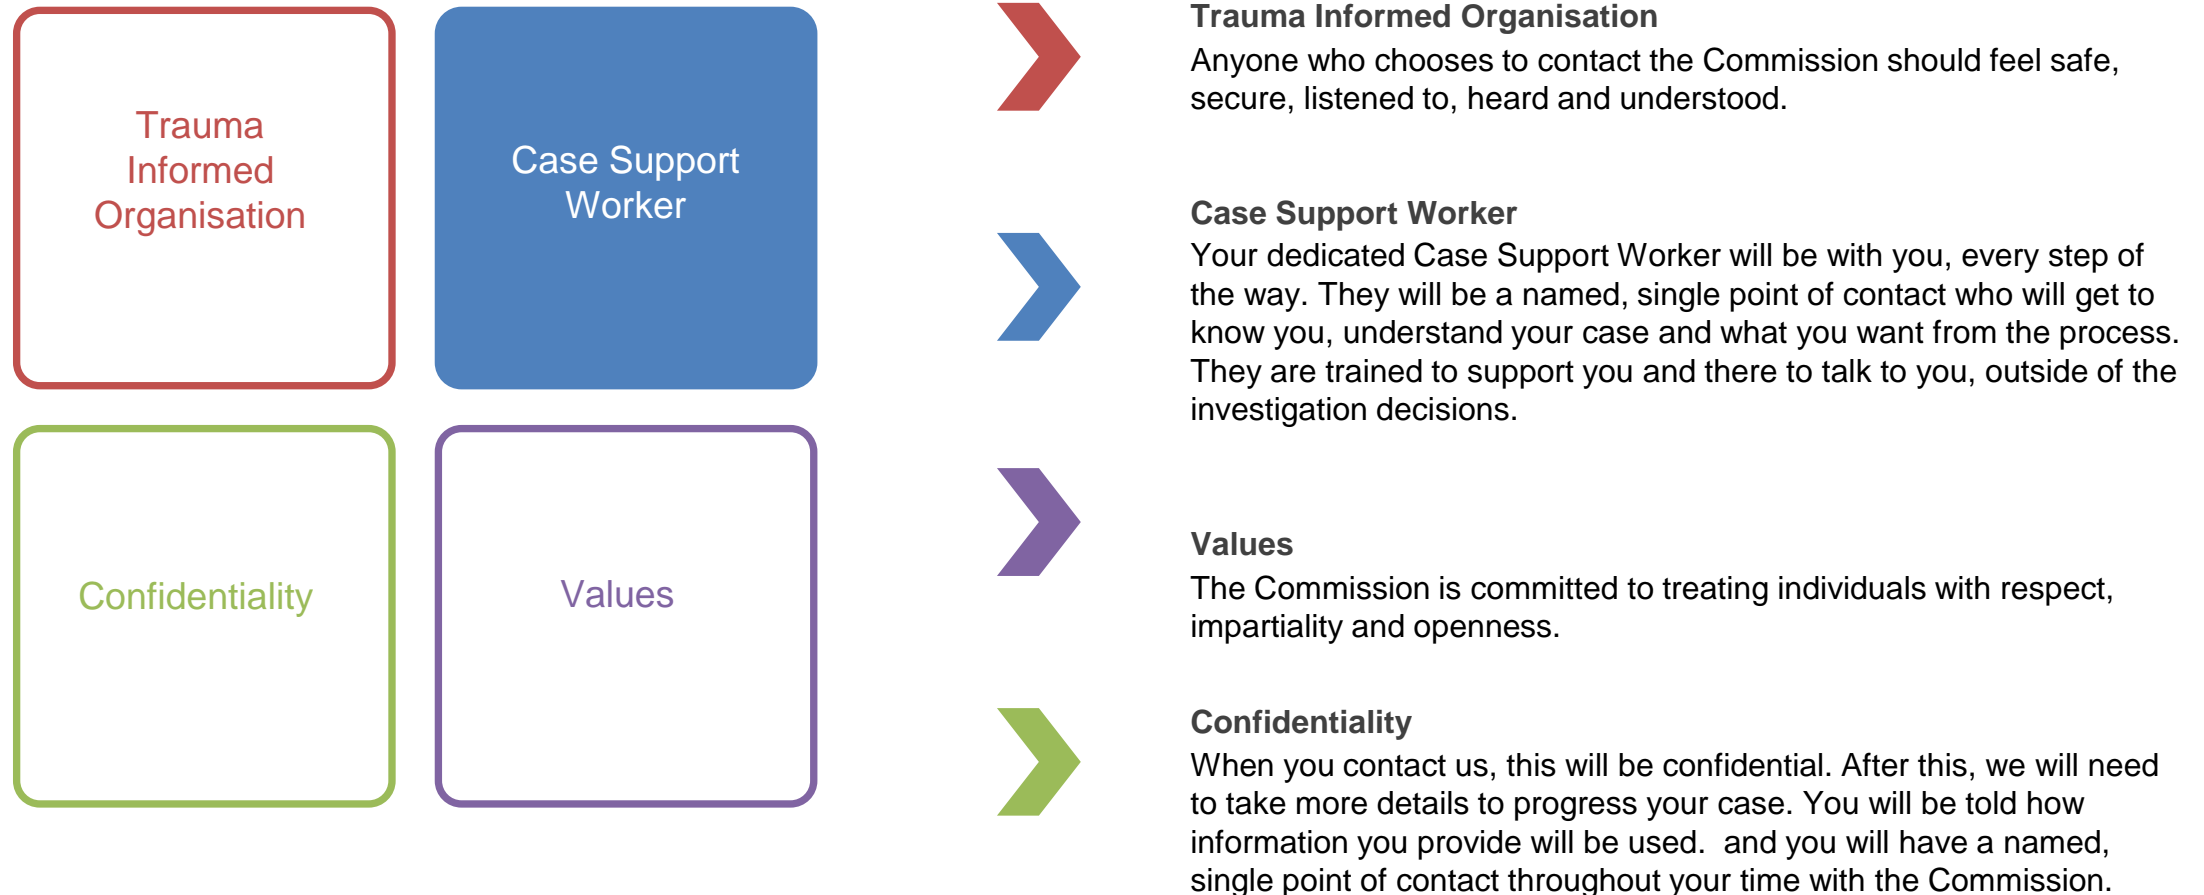 Trauma
Informed
Organisation
Case Support
Worker
Confidentiality
Values
Trauma Informed Organisation
Anyone who chooses to contact the Commission should feel safe,
secure, listened to, heard and understood.
Case Support Worker
Your dedicated Case Support Worker will be with you, every step of
the way. They will be a named, single point of contact who will get to
know you, understand your case and what you want from the process.
They are trained to support you and there to talk to you, outside of the
investigation decisions.
Values
The Commission is committed to treating individuals with respect,
impartiality and openness.
Confidentiality
When you contact us, this will be confidential. After this, we will need
to take more details to progress your case. You will be told how
information you provide will be used.  and you will have a named,
single point of contact throughout your time with the Commission.